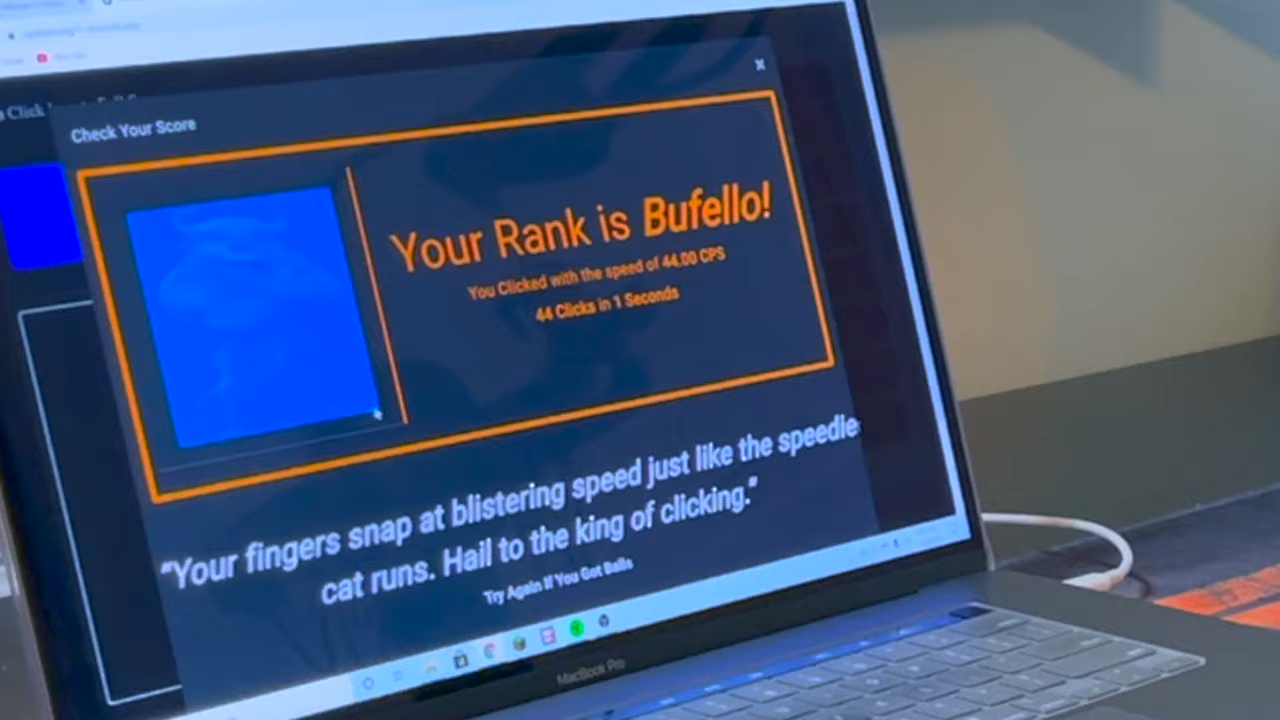 Click
Check Your Score
Your Rank is Bufello!
You Clicked with the speed of 44.00 CPS
44 Clicks in 1 Seconds
“Your fingers snap at blistering speed just like the speedie
cat runs. Hail to the king of clicking.”
Try Again If You Got Balls
MacBook Pro